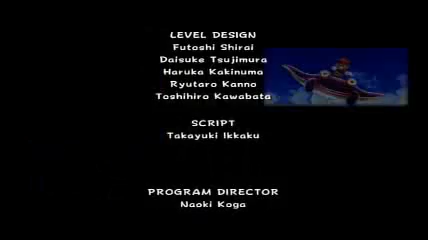 LEVEL DESIGN
Futoshi Shirai
Daisuke Tsujimura
Haruka Kakinuma
Ryutaro Kanno
Toshihiro Kawabata
SCRIPT
Takayuki Ikkaku
PROGRAM DIRECTOR
Naoki Koga